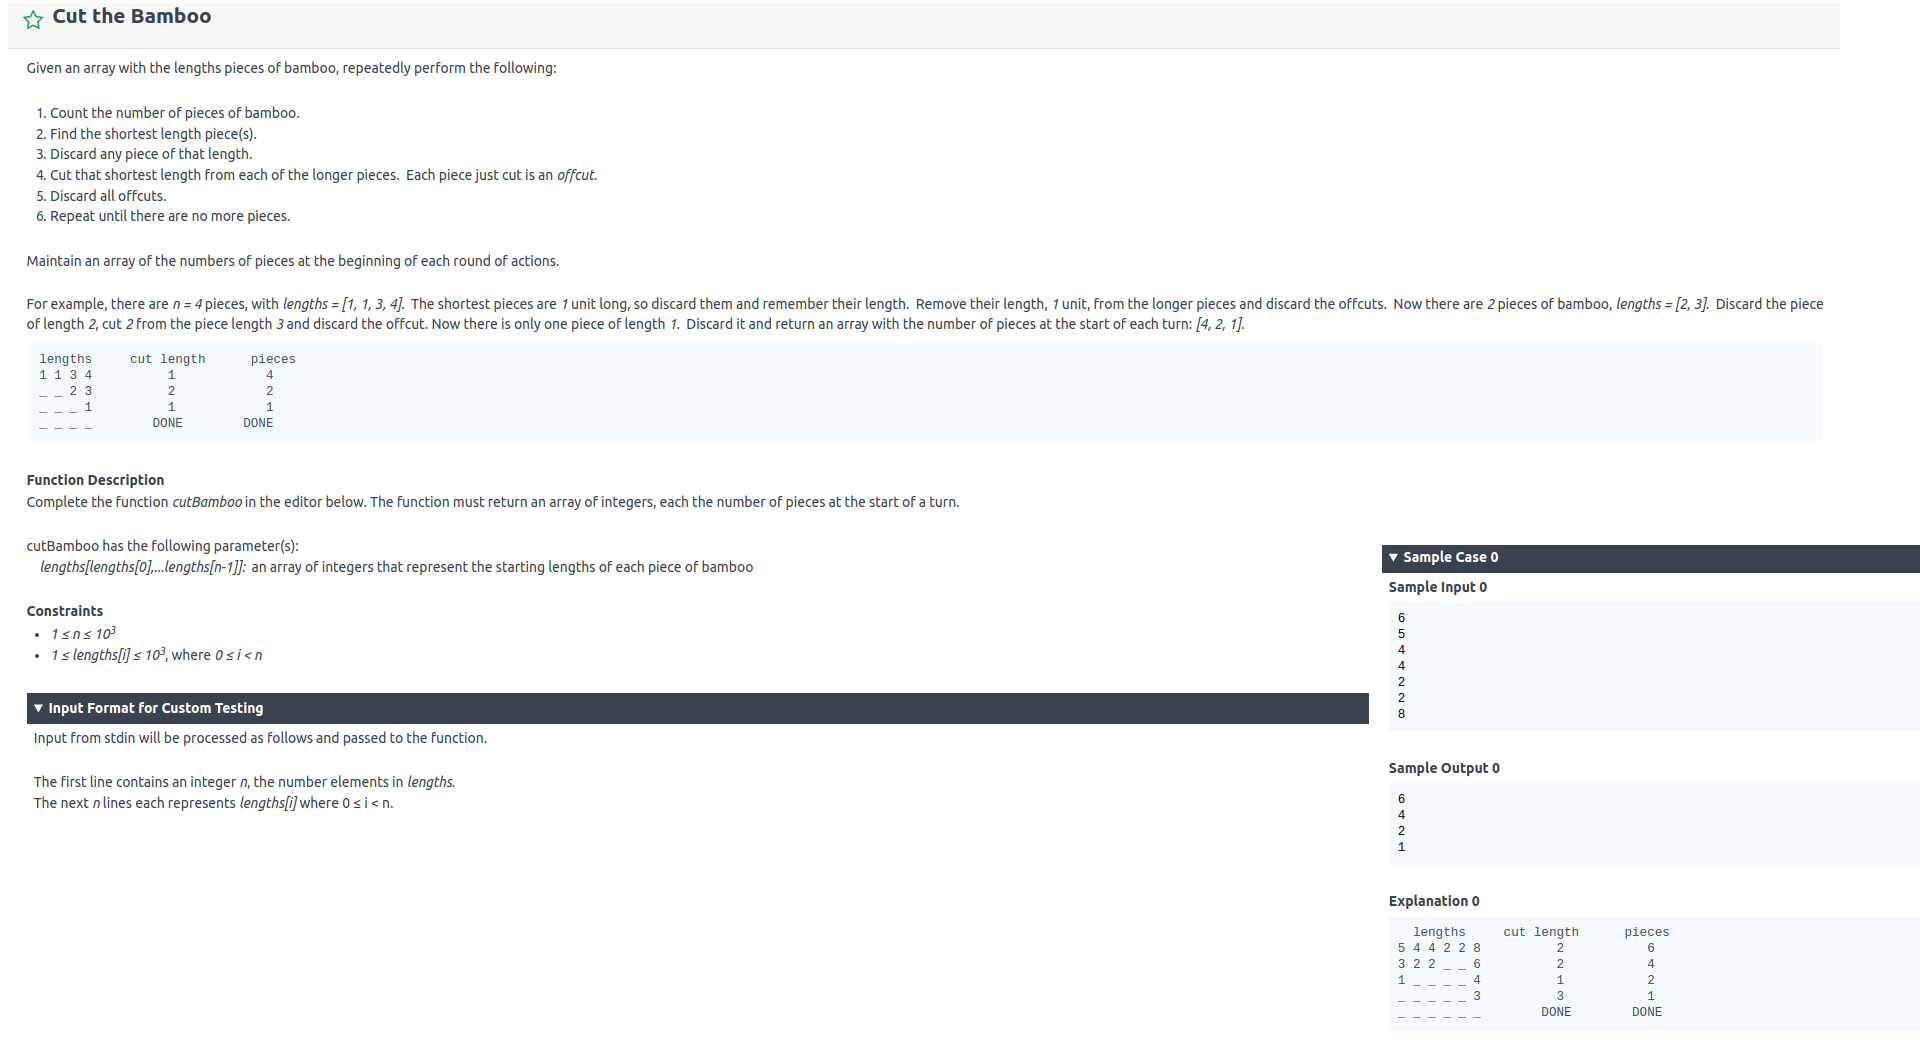 Cut the Bamboo
Given an array with the lengths pieces of bamboo, repeatedly perform the following:
1. Count the number of pieces of bamboo.
2. Find the shortest length piece(s).
3. Discard any piece of that length.
4. Cut that shortest length from each of the longer pieces.  Each piece just cut is an offcut.
5. Discard all offcuts.
6. Repeat until there are no more pieces.
Maintain an array of the numbers of pieces at the beginning of each round of actions.
For example, there are n = 4 pieces, with lengths = [1, 1, 3, 4].  The shortest pieces are 1 unit long, so discard them and remember their length.  Remove their length, 1 unit, from the longer pieces and discard the offcuts.  Now there are 2 pieces of bamboo, lengths = [2, 3].  Discard the piece
of length 2, cut 2 from the piece length 3 and discard the offcut. Now there is only one piece of length 1.  Discard it and return an array with the number of pieces at the start of each turn: [4, 2, 1].
lengths     cut length      pieces
1 1 3 4          1            4
_ _ 2 3          2            2
_ _ _ 1          1            1
_ _ _ _        DONE        DONE
Function Description
Complete the function cutBamboo in the editor below. The function must return an array of integers, each the number of pieces at the start of a turn.
cutBamboo has the following parameter(s):
lengths[lengths[0],...lengths[n-1]]:  an array of integers that represent the starting lengths of each piece of bamboo
Constraints
• 1 ≤ n ≤ 10³
• 1 ≤ lengths[i] ≤ 10³, where 0 ≤ i < n
▼ Input Format for Custom Testing
Input from stdin will be processed as follows and passed to the function.
The first line contains an integer n, the number elements in lengths.
The next n lines each represents lengths[i] where 0 ≤ i < n.
▼ Sample Case 0
Sample Input 0
6
5
4
4
2
2
8
Sample Output 0
6
4
2
1
Explanation 0
lengths     cut length      pieces
5 4 4 2 2 8          2           6
3 2 2 _ _ 6          2           4
1 _ _ _ _ 4          1           2
_ _ _ _ _ 3          3           1
_ _ _ _ _ _        DONE        DONE